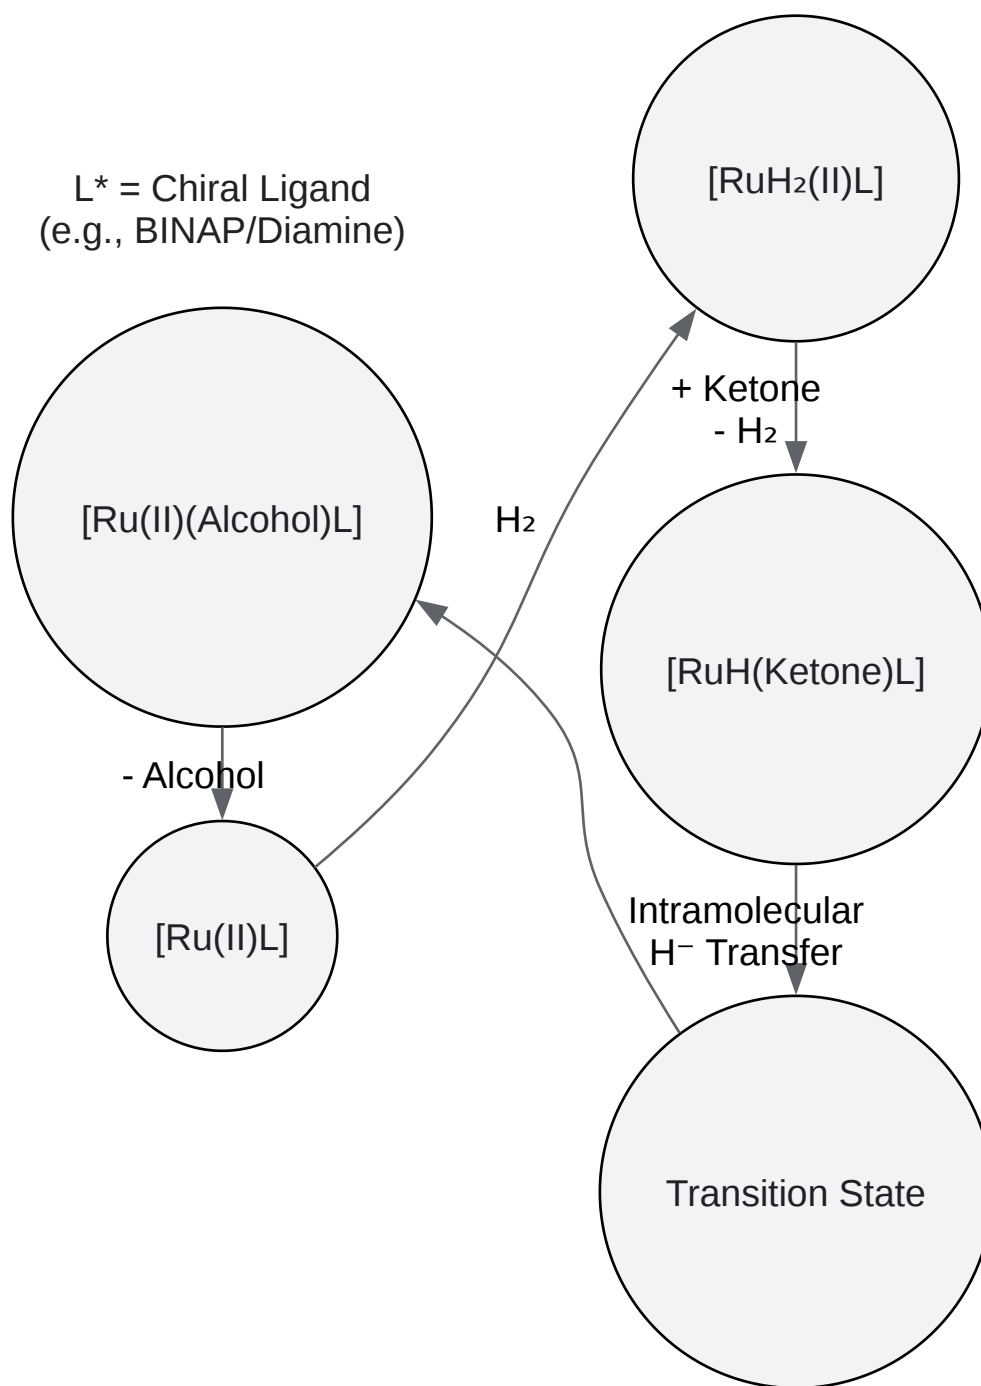 L* = Chiral Ligand
(e.g., BINAP/Diamine)
[RuH₂(II)L]
+ Ketone
- H₂
[Ru(II)(Alcohol)L]
H₂
[RuH(Ketone)L]
- Alcohol
[Ru(II)L]
Intramolecular
H⁻ Transfer
Transition State